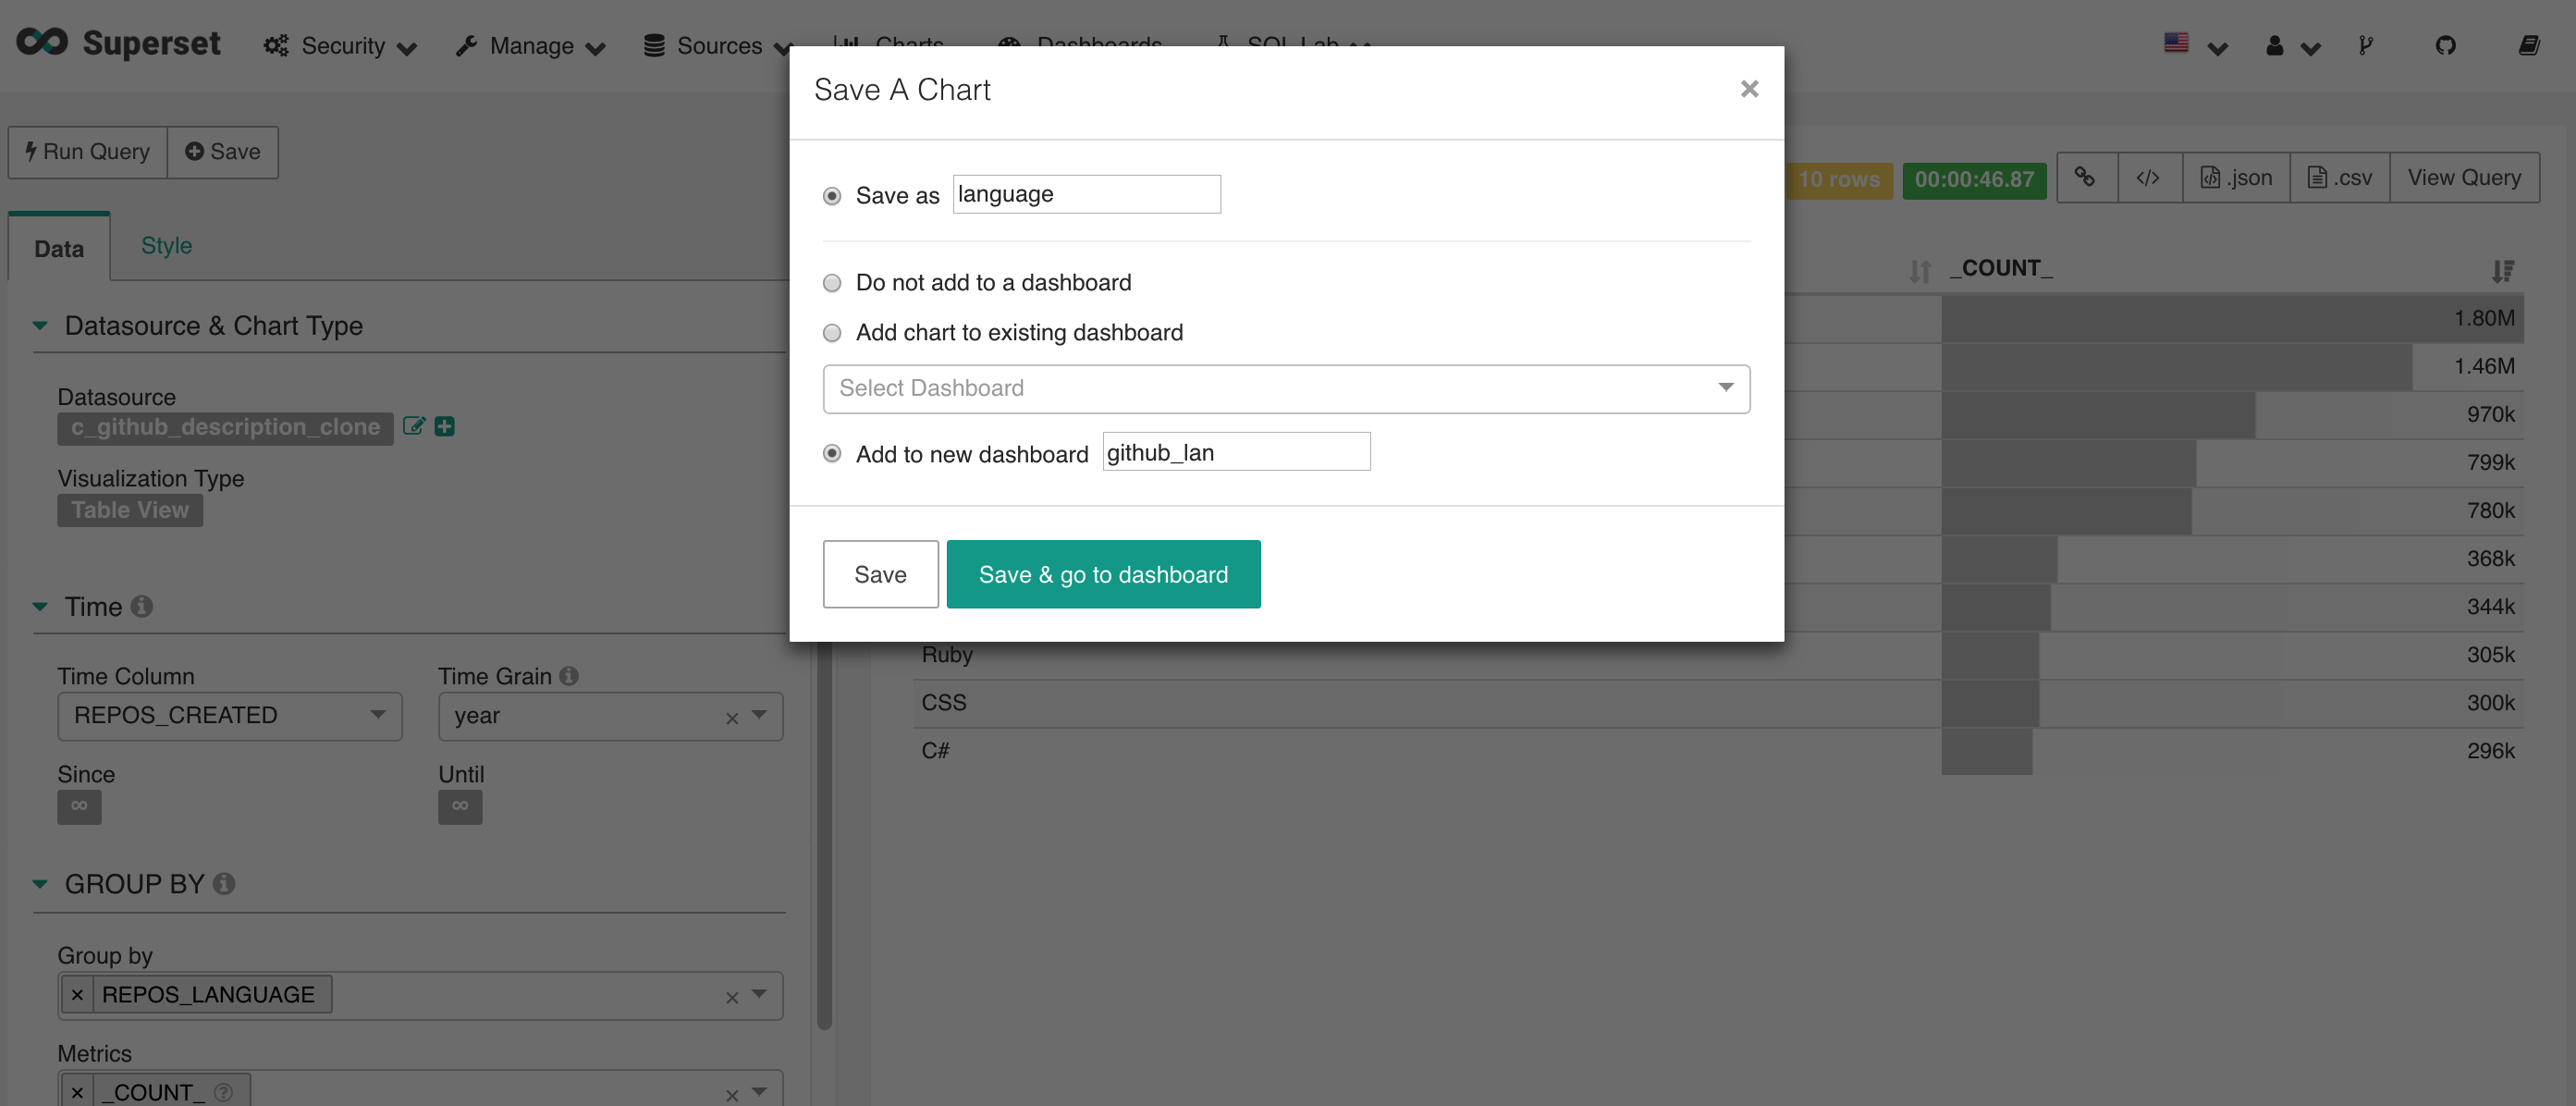 Superset Security Manage Sources Charts Dashboards SQL Lab
Save A Chart ×
Run Query Save
Save as language
10 rows 00:00:46.87 </> .json .csv View Query
Data Style
_COUNT_
Do not add to a dashboard
Add chart to existing dashboard
Select Dashboard
Add to new dashboard github_lan
Save Save & go to dashboard
Datasource & Chart Type
Datasource
c_github_description_clone
Visualization Type
Table View
Time
Time Column Time Grain
REPOS_CREATED year ×
Since Until
∞ ∞
GROUP BY
Group by
× REPOS_LANGUAGE ×
Metrics
× _COUNT_ ×
1.80M
1.46M
970k
799k
780k
368k
344k
Ruby 305k
CSS 300k
C# 296k